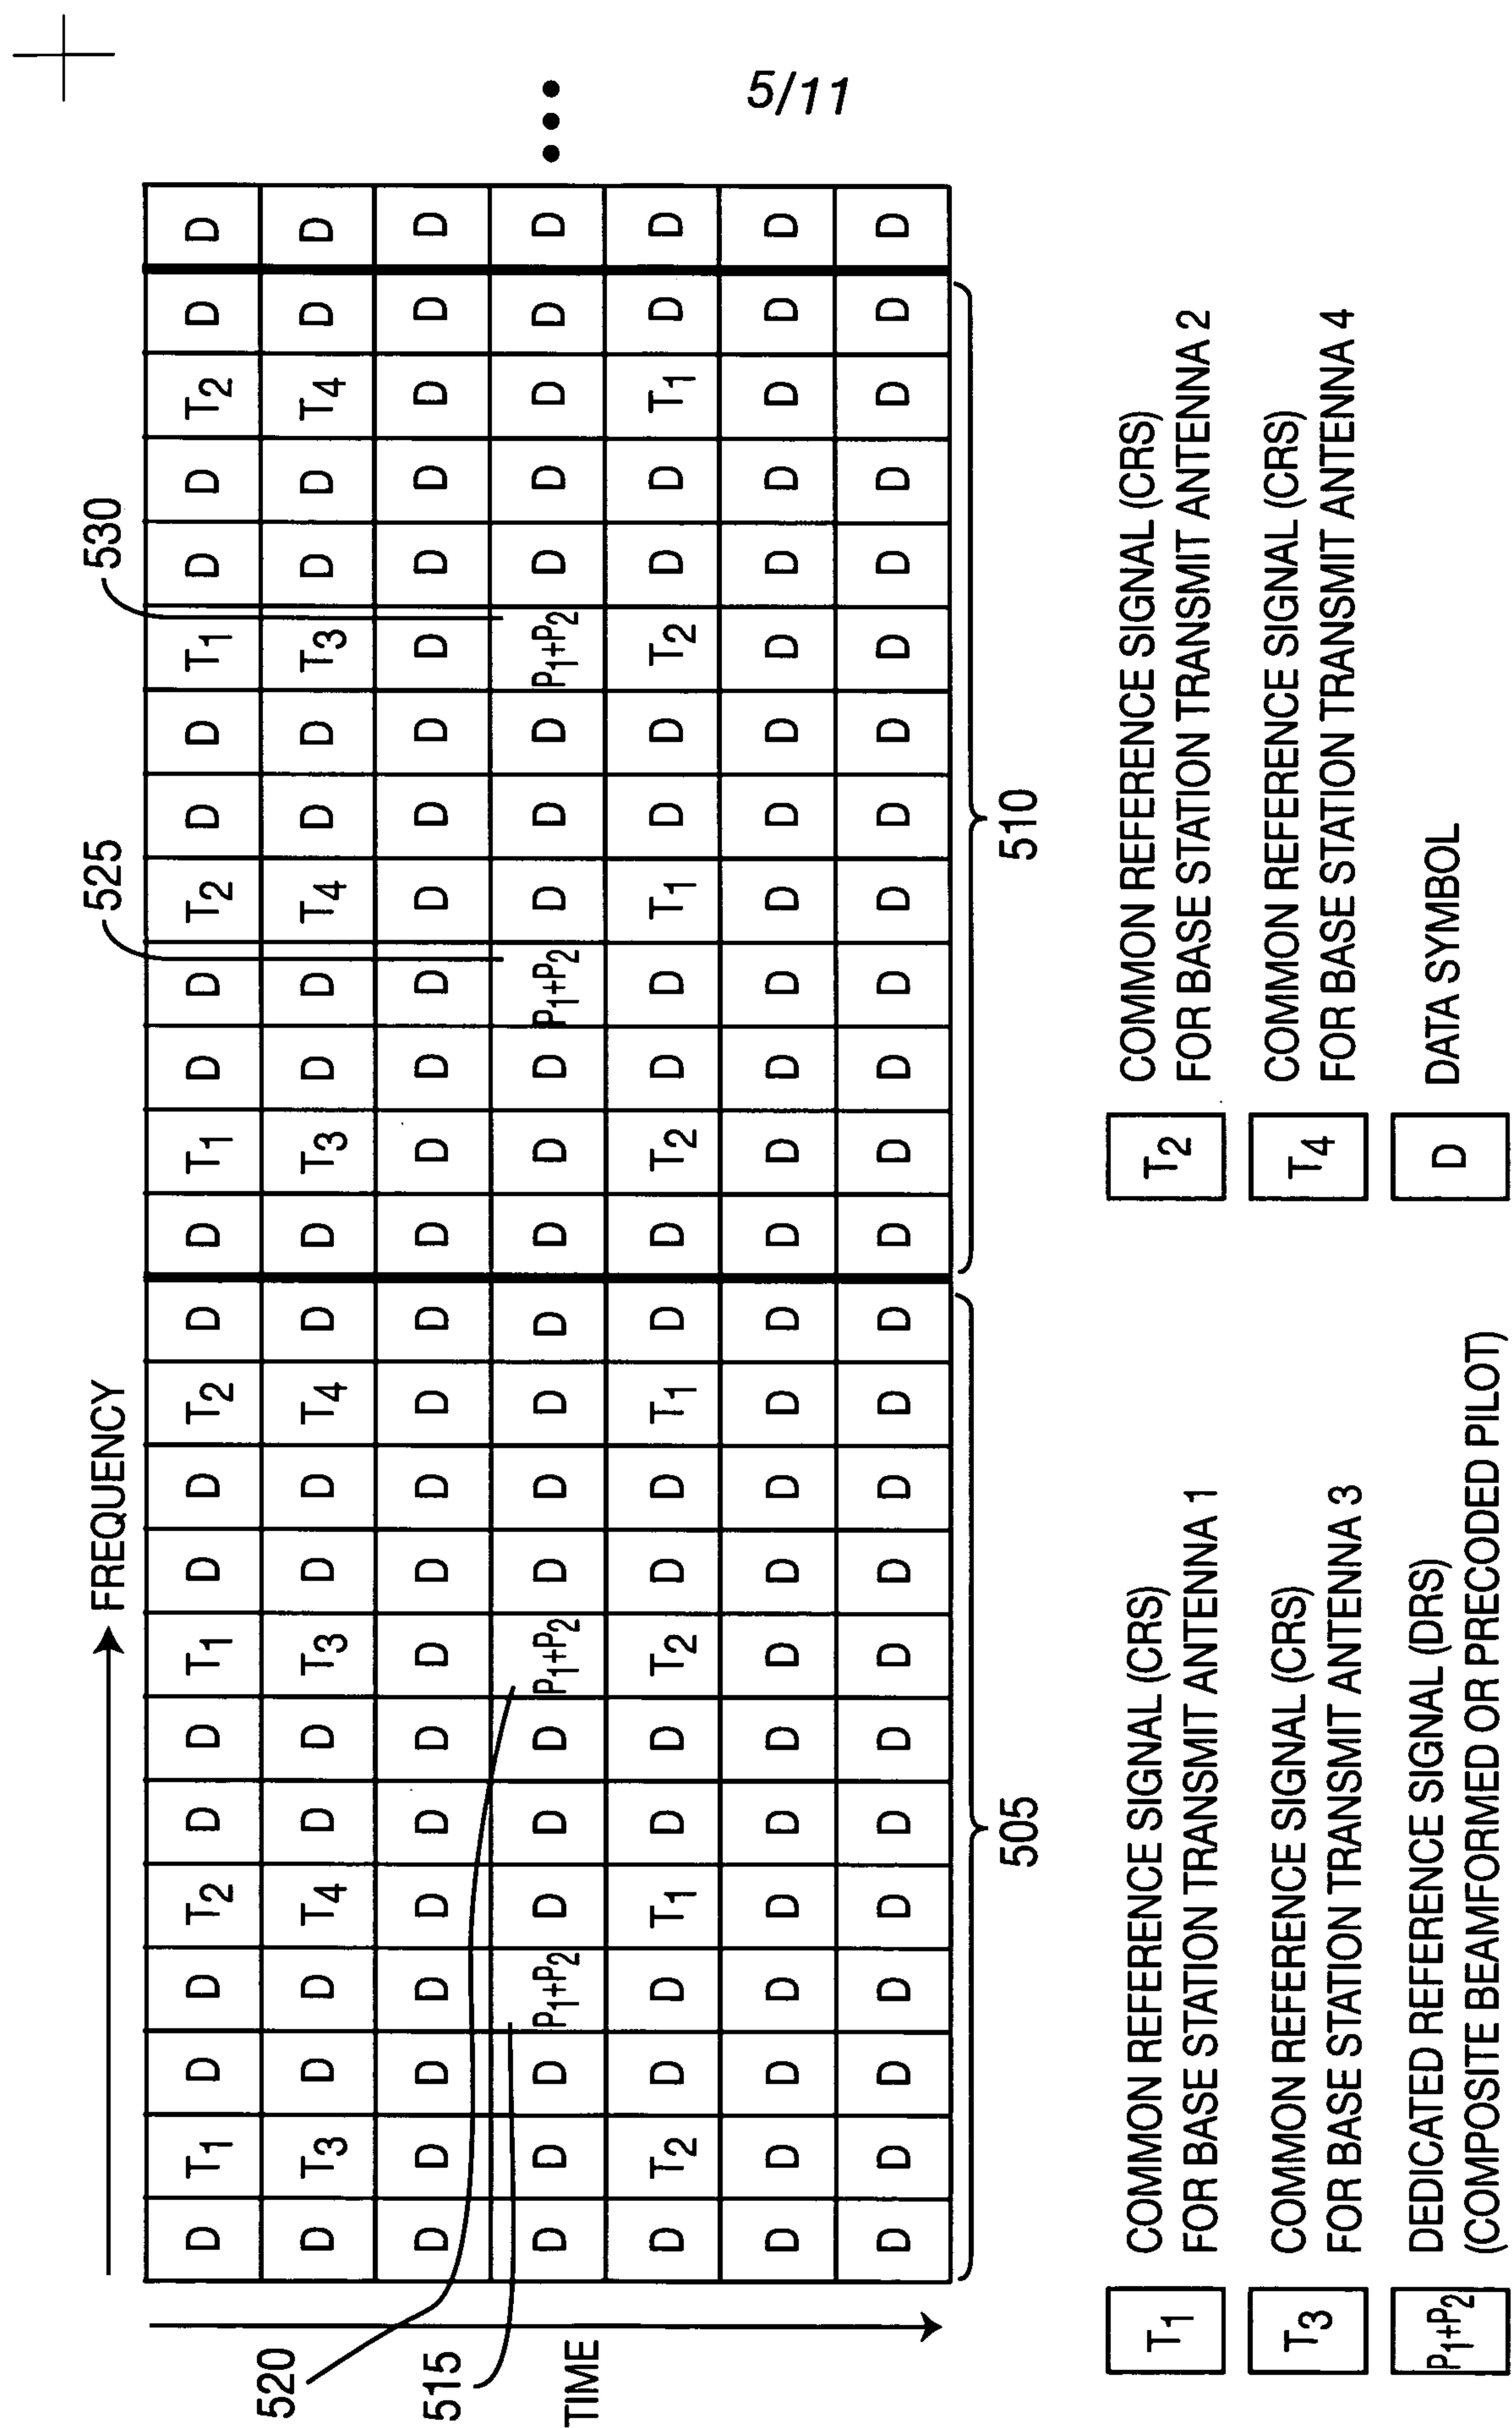 5/11
FREQUENCY
530
525
520
515
TIME
D T1 D D T2 D D T1 D D T2 D D T1 D D T2 D D T1 D D T2 D D
D T3 D D T4 D D T3 D D T4 D D T3 D D T4 D D T3 D D T4 D D
D D D D D D D D D D D D D D D D D D D D D D D D D
D D D P1+P2 D D D P1+P2 D D D D D D D P1+P2 D D D P1+P2 D D D D D •••
D T2 D D T1 D D T2 D D T1 D D T2 D D T1 D D T2 D D T1 D D
D D D D D D D D D D D D D D D D D D D D D D D D D
D D D D D D D D D D D D D D D D D D D D D D D D D
505
510
T1 COMMON REFERENCE SIGNAL (CRS)
FOR BASE STATION TRANSMIT ANTENNA 1
T2 COMMON REFERENCE SIGNAL (CRS)
FOR BASE STATION TRANSMIT ANTENNA 2
T3 COMMON REFERENCE SIGNAL (CRS)
FOR BASE STATION TRANSMIT ANTENNA 3
T4 COMMON REFERENCE SIGNAL (CRS)
FOR BASE STATION TRANSMIT ANTENNA 4
P1+P2 DEDICATED REFERENCE SIGNAL (DRS)
(COMPOSITE BEAMFORMED OR PRECODED PILOT)
D DATA SYMBOL